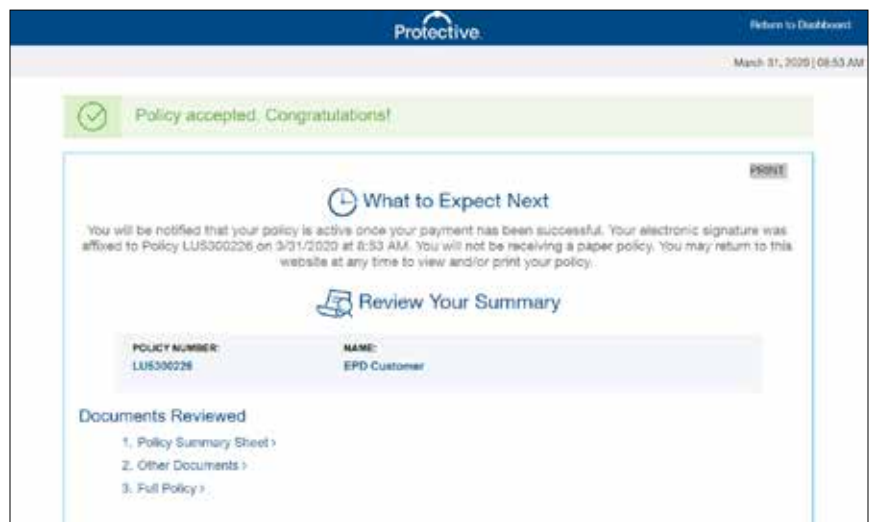 Protective.
Return to Dashboard
March 31, 2020 | 08:53 AM
Policy accepted. Congratulations!
PRINT
What to Expect Next
You will be notified that your policy is active once your payment has been successful. Your electronic signature was
affixed to Policy LU5300226 on 3/31/2020 at 8:53 AM. You will not be receiving a paper policy. You may return to this
website at any time to view and/or print your policy.
Review Your Summary
POLICY NUMBER:
LU5300226
NAME:
EPD Customer
Documents Reviewed
1. Policy Summary Sheet >
2. Other Documents >
3. Full Policy >